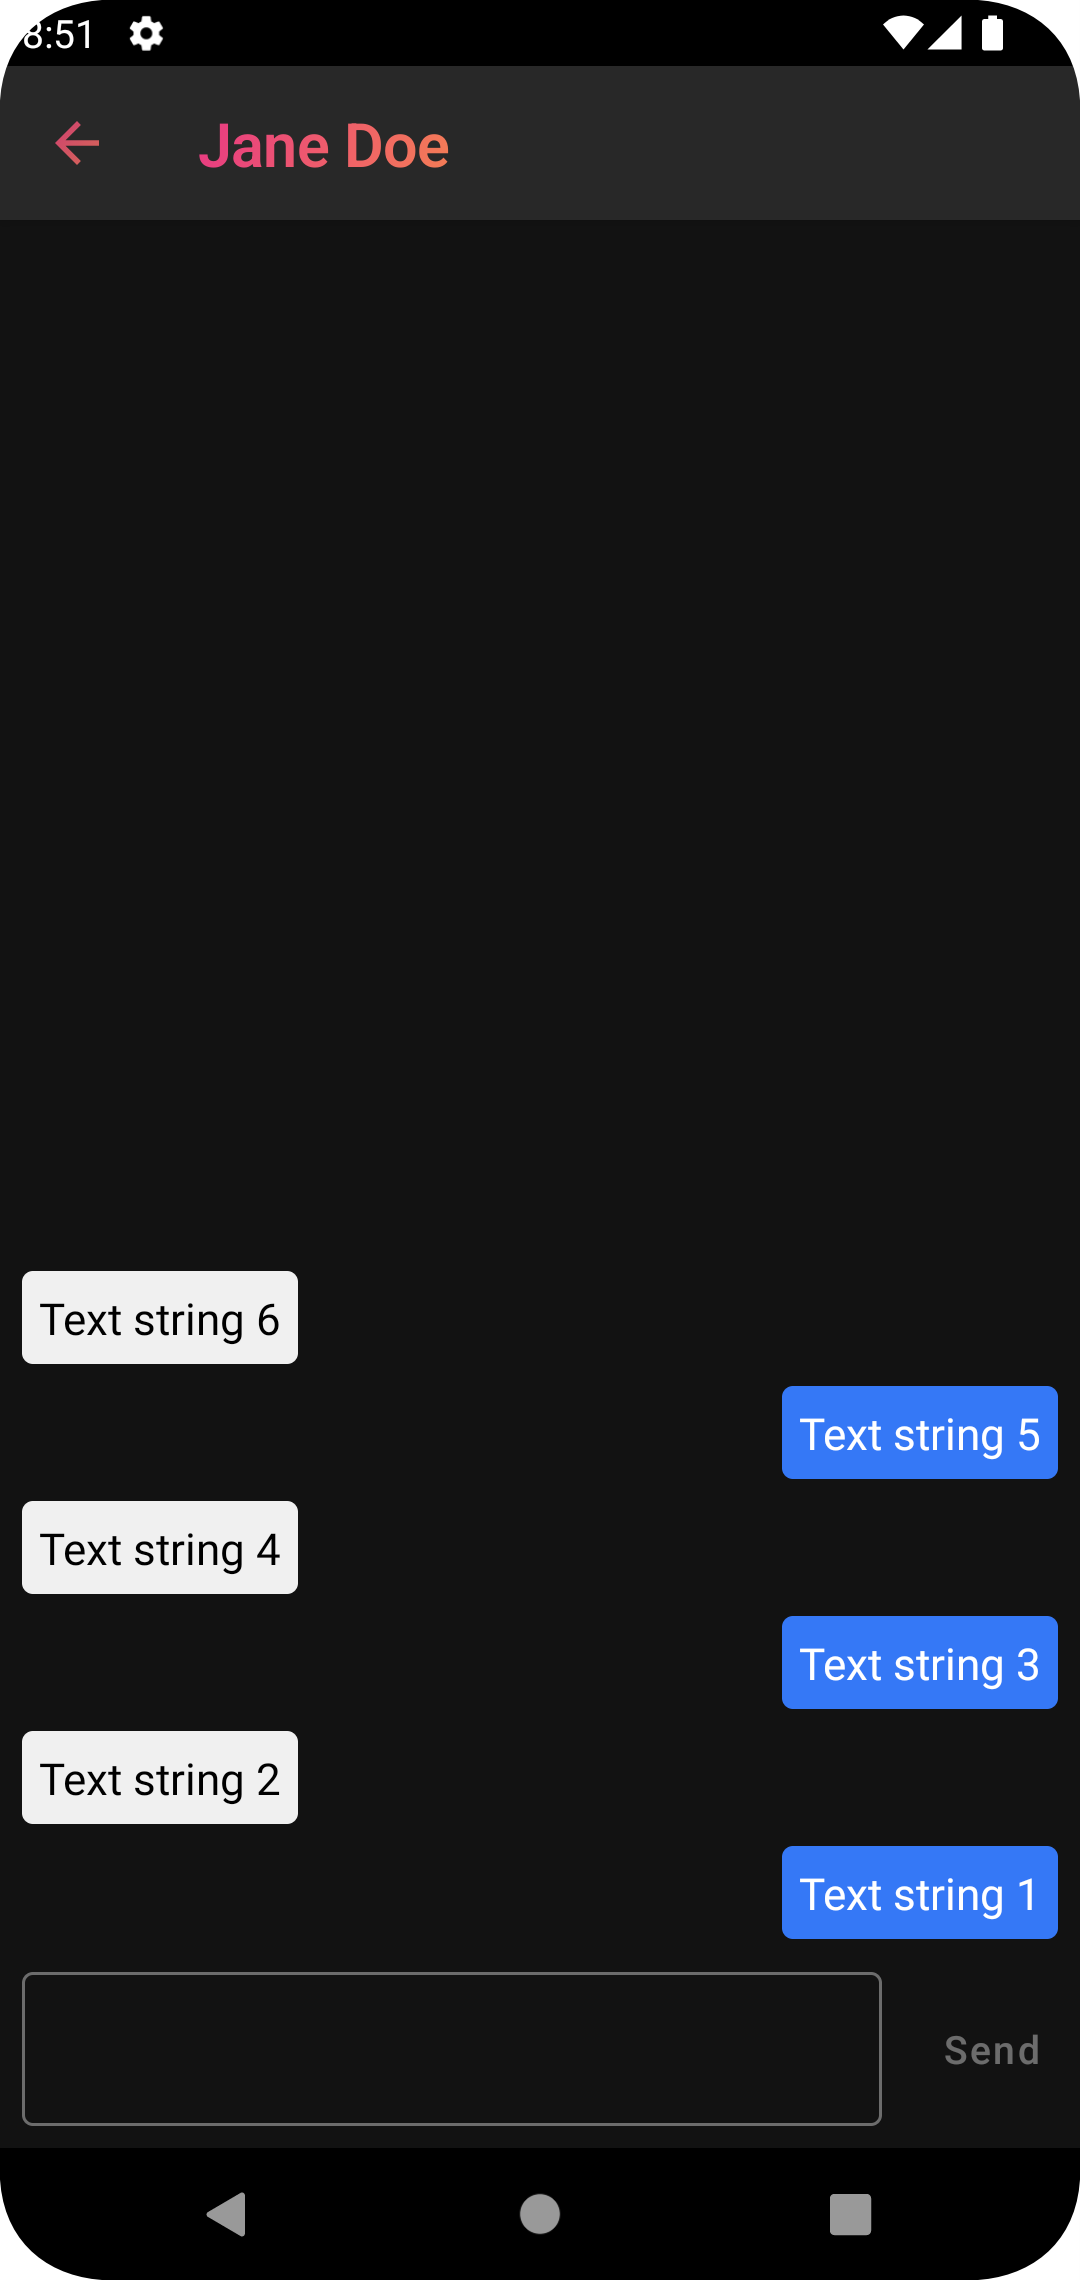 8:51
Jane Doe
Text string 6
Text string 5
Text string 4
Text string 3
Text string 2
Text string 1
Send